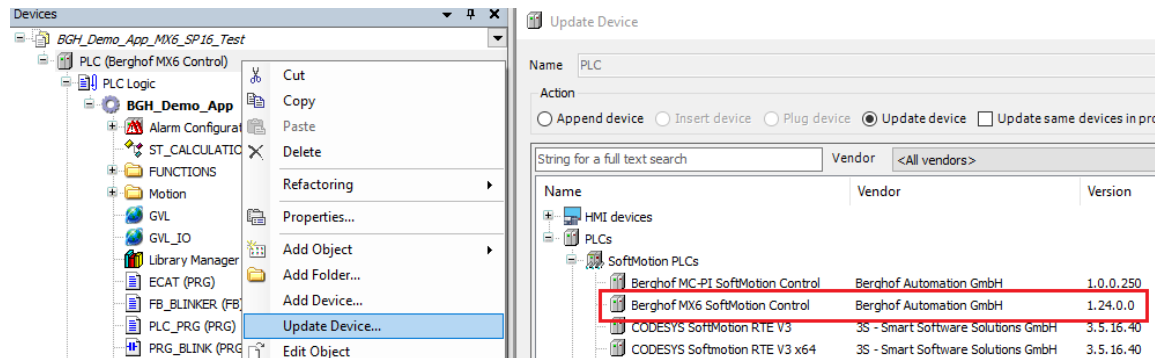 Devices
BGH_Demo_App_MX6_SP16_Test
PLC (Berghof MX6 Control)
PLC Logic
BGH_Demo_App
Alarm Configurat
ST_CALCULATIO
FUNCTIONS
Motion
GVL
GVL_IO
Library Manager
ECAT (PRG)
FB_BLINKER (FB)
PLC_PRG (PRG)
PRG_BLINK (PRG
Cut
Copy
Paste
Delete
Refactoring
Properties...
Add Object
Add Folder...
Add Device...
Update Device...
Edit Object
Update Device
Name PLC
Action
Append device Insert device Plug device Update device Update same devices in pro
String for a full text search Vendor <All vendors>
Name Vendor Version
HMI devices
PLCs
SoftMotion PLCs
Berghof MC-PI SoftMotion Control Berghof Automation GmbH 1.0.0.250
Berghof MX6 SoftMotion Control Berghof Automation GmbH 1.24.0.0
CODESYS SoftMotion RTE V3 3S - Smart Software Solutions GmbH 3.5.16.40
CODESYS Softmotion RTE V3 x64 3S - Smart Software Solutions GmbH 3.5.16.40